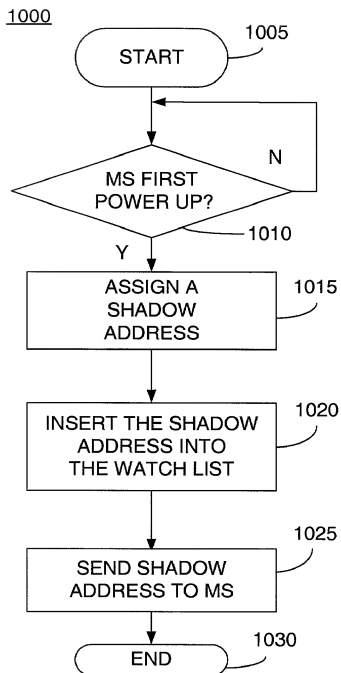 1000
START
1005
N
MS FIRST
POWER UP?
1010
Y
ASSIGN A
SHADOW
ADDRESS
1015
INSERT THE SHADOW
ADDRESS INTO
THE WATCH LIST
1020
SEND SHADOW
ADDRESS TO MS
1025
END
1030